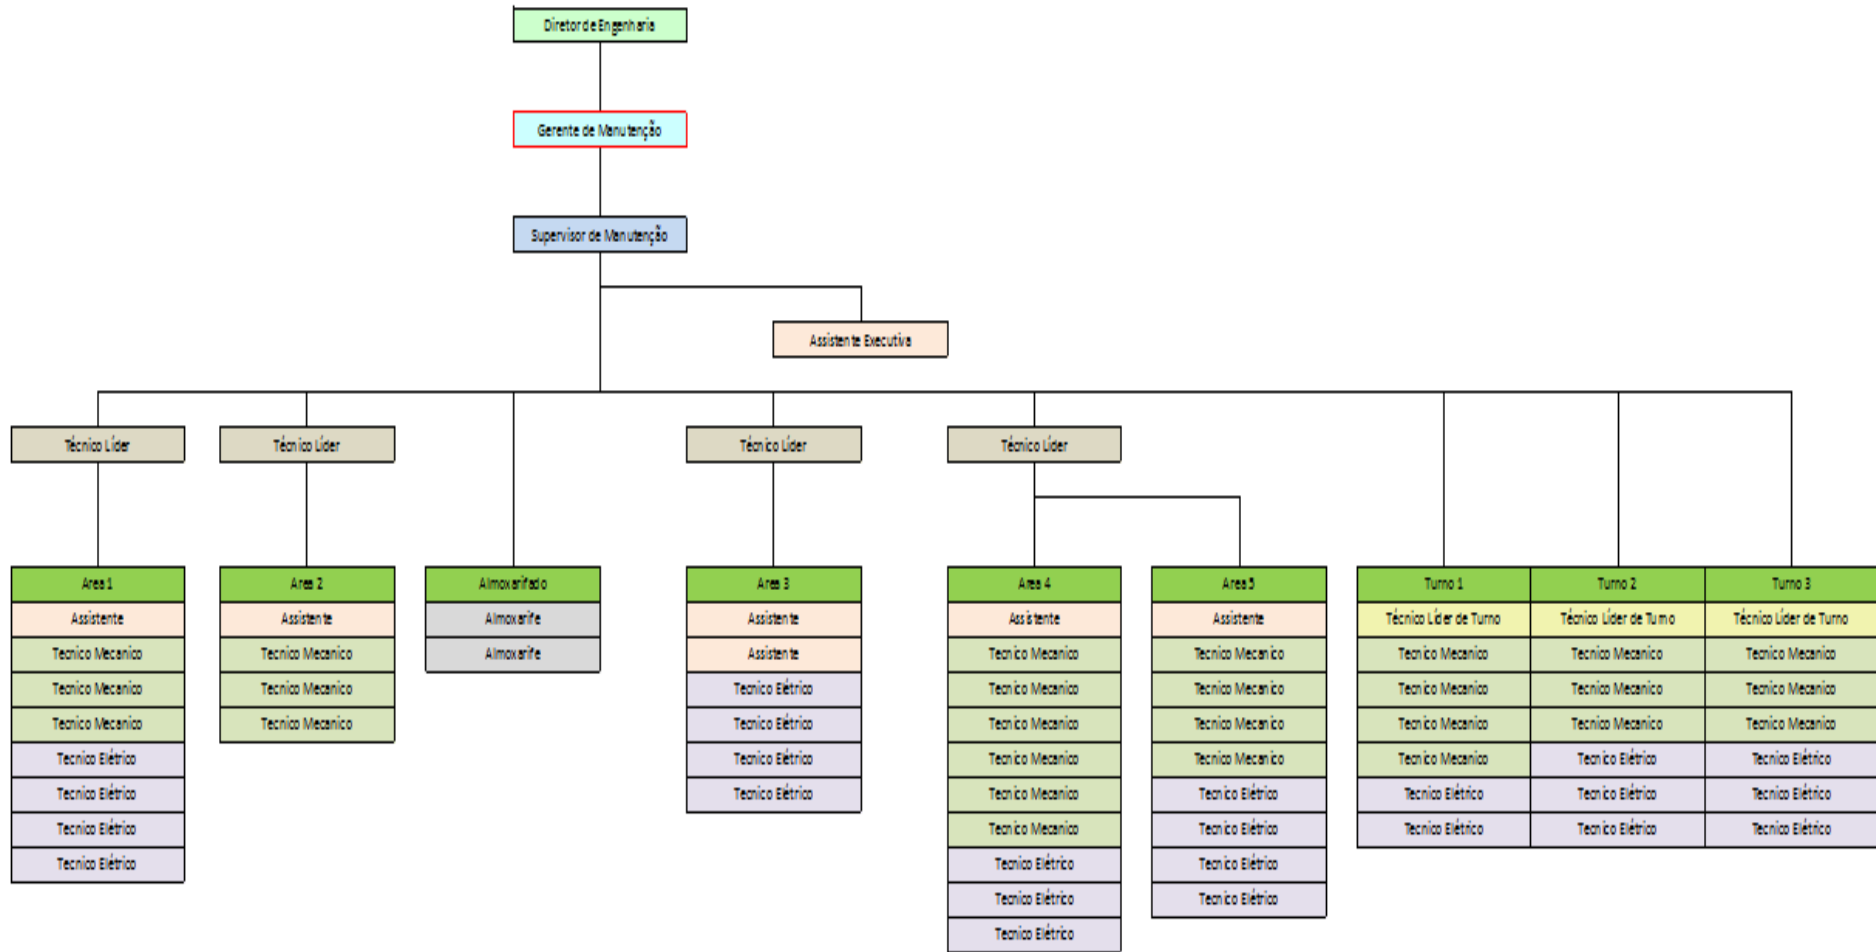 Diretor de Engenharia
Gerente de Manutenção
Supervisor de Manutenção
Assistente Executiva
Técnico Líder
Técnico Líder
Técnico Líder
Técnico Líder
Area 1
Assistente
Tecnico Mecanico
Tecnico Mecanico
Tecnico Mecanico
Tecnico Elétrico
Tecnico Elétrico
Tecnico Elétrico
Tecnico Elétrico
Area 2
Assistente
Tecnico Mecanico
Tecnico Mecanico
Tecnico Mecanico
Almoxarifado
Almoxarife
Almoxarife
Area 3
Assistente
Assistente
Tecnico Elétrico
Tecnico Elétrico
Tecnico Elétrico
Tecnico Elétrico
Area 4
Assistente
Tecnico Mecanico
Tecnico Mecanico
Tecnico Mecanico
Tecnico Mecanico
Tecnico Mecanico
Tecnico Mecanico
Tecnico Elétrico
Tecnico Elétrico
Tecnico Elétrico
Area 5
Assistente
Tecnico Mecanico
Tecnico Mecanico
Tecnico Mecanico
Tecnico Mecanico
Tecnico Elétrico
Tecnico Elétrico
Tecnico Elétrico
Tecnico Elétrico
Turno 1
Técnico Líder de Turno
Tecnico Mecanico
Tecnico Mecanico
Tecnico Mecanico
Tecnico Mecanico
Tecnico Elétrico
Tecnico Elétrico
Turno 2
Técnico Líder de Turno
Tecnico Mecanico
Tecnico Mecanico
Tecnico Mecanico
Tecnico Elétrico
Tecnico Elétrico
Tecnico Elétrico
Turno 3
Técnico Líder de Turno
Tecnico Mecanico
Tecnico Mecanico
Tecnico Mecanico
Tecnico Elétrico
Tecnico Elétrico
Tecnico Elétrico